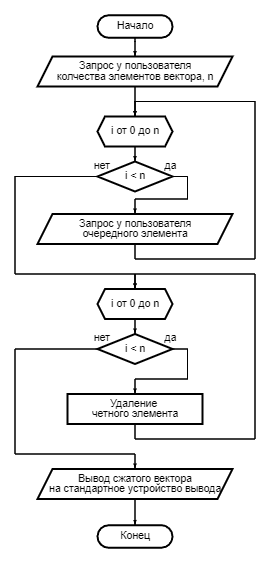 Начало
Запрос у пользователя
колчества элементов вектора, n
i от 0 до n
нет
да
i < n
Запрос у пользователя
очередного элемента
i от 0 до n
нет
да
i < n
Удаление
четного элемента
Вывод сжатого вектора
на стандартное устройство вывода
Конец